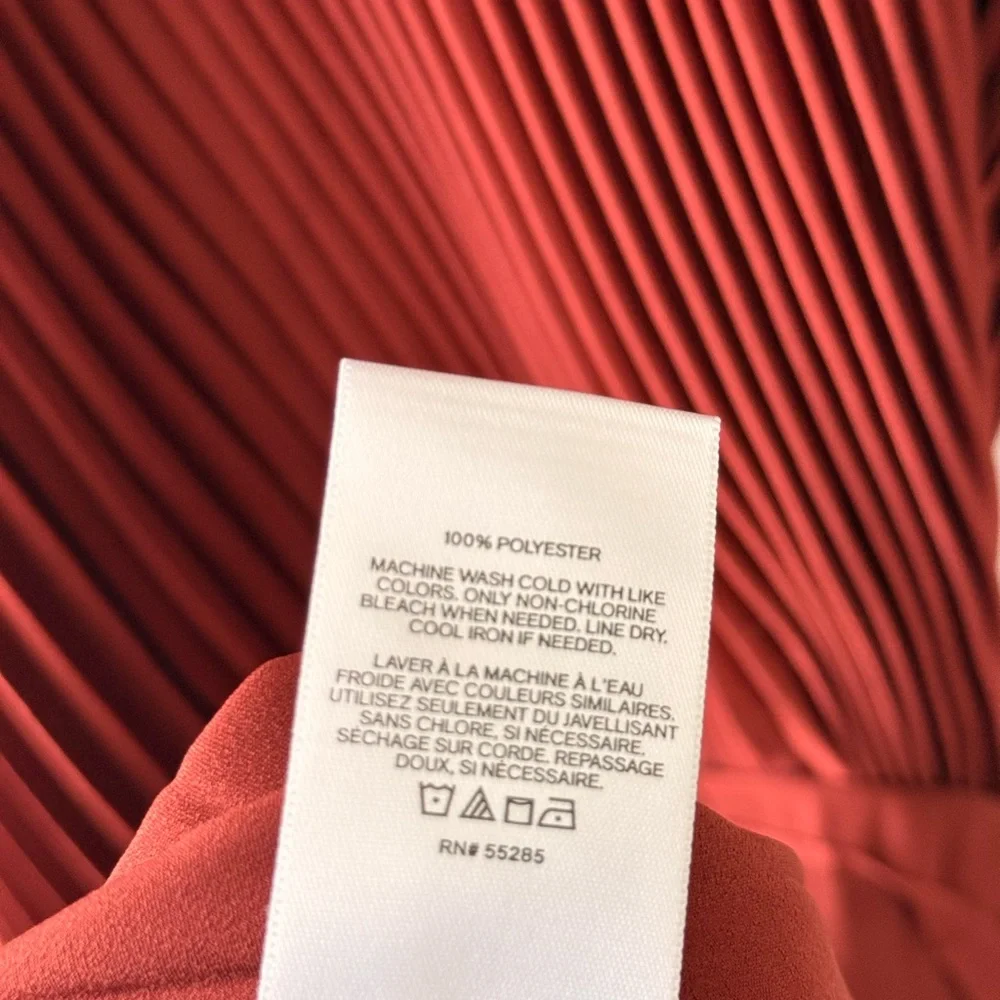 100% POLYESTER
MACHINE WASH COLD WITH LIKE
COLORS. ONLY NON-CHLORINE
BLEACH WHEN NEEDED. LINE DRY.
COOL IRON IF NEEDED.
LAVER À LA MACHINE À L'EAU
FROIDE AVEC COULEURS SIMILAIRES.
UTILISEZ SEULEMENT DU JAVELLISANT
SANS CHLORE, SI NÉCESSAIRE.
SÉCHAGE SUR CORDE. REPASSAGE
DOUX, SI NÉCESSAIRE.
RN# 55285